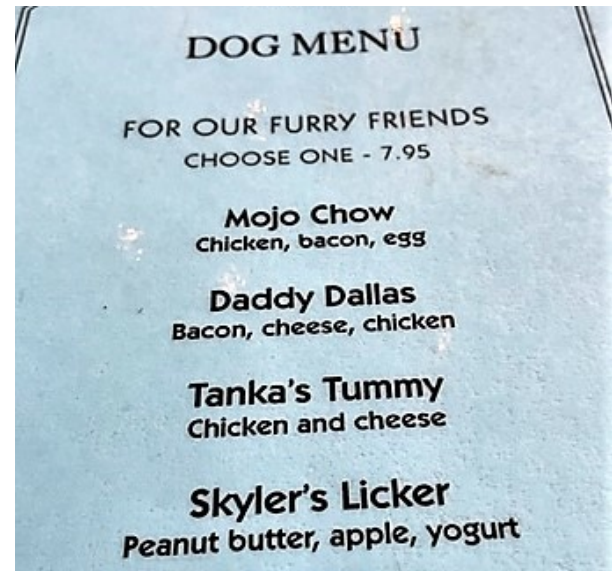 DOG MENU
FOR OUR FURRY FRIENDS
CHOOSE ONE - 7.95
Mojo Chow
Chicken, bacon, egg
Daddy Dallas
Bacon, cheese, chicken
Tanka's Tummy
Chicken and cheese
Skyler's Licker
Peanut butter, apple, yogurt